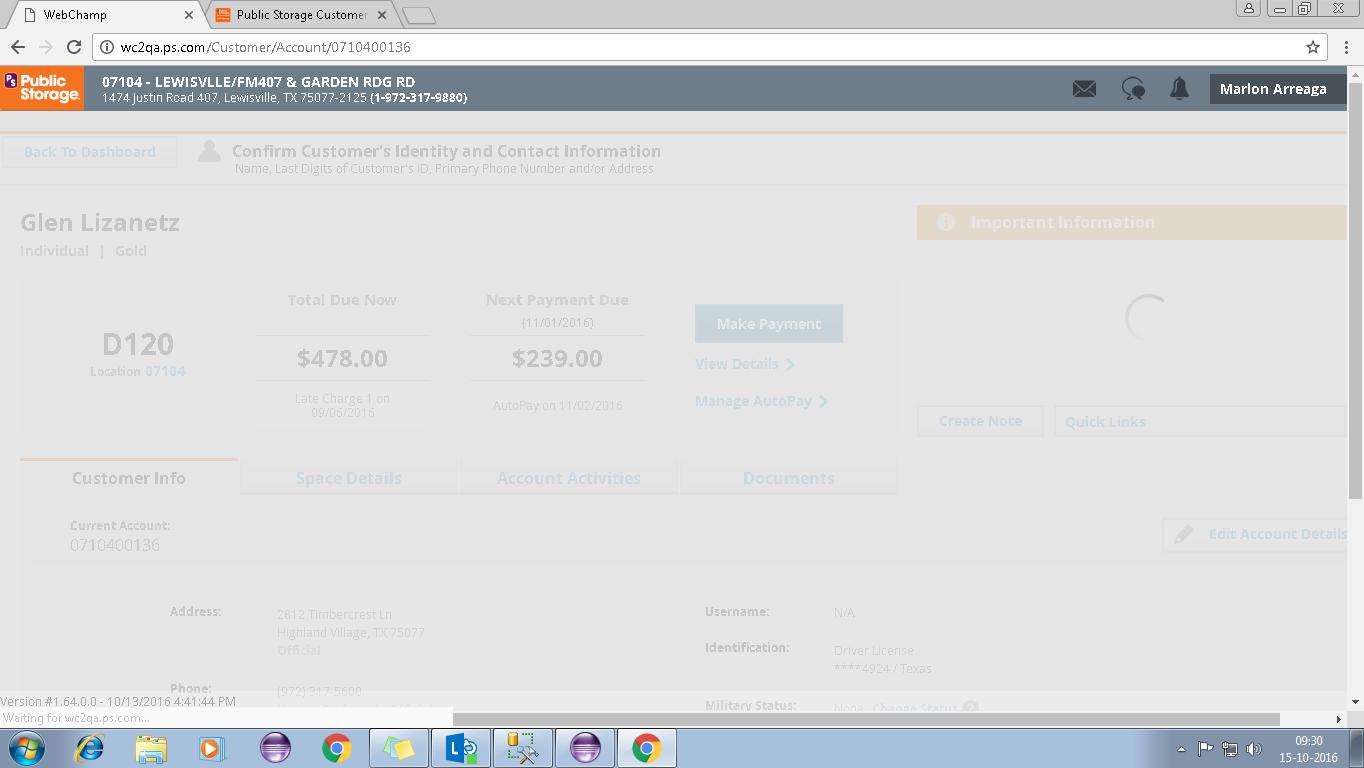 WebChamp
Public Storage Customer
wc2qa.ps.com/Customer/Account/0710400136
PS Public Storage.
07104 - LEWISVLLE/FM407 & GARDEN RDG RD
1474 Justin Road 407, Lewisville, TX 75077-2125 (1-972-317-9880)
Marlon Arreaga
Back To Dashboard
Confirm Customer's Identity and Contact Information
Name, Last Digits of Customer's ID, Primary Phone Number and/or Address
Glen Lizanetz
Individual | Gold
Important Information
D120
Location 07104
Total Due Now
$478.00
Late Charge 1 on
09/06/2016
Next Payment Due
(11/01/2016)
$239.00
AutoPay on 11/02/2016
Make Payment
View Details
Manage AutoPay
Create Note
Quick Links
Customer Info
Space Details
Account Activities
Documents
Current Account:
0710400136
Edit Account Details
Address:
2812 Timbercrest Ln
Highland Village, TX 75077
Official
Phone:
(972) 317-5600
Username:
N/A
Identification:
Driver License
****4924 / Texas
Military Status:
None Change Status ?
Version #1.64.0.0 - 10/13/2016 4:41:44 PM
Waiting for wc2qa.ps.com...
09:30
15-10-2016